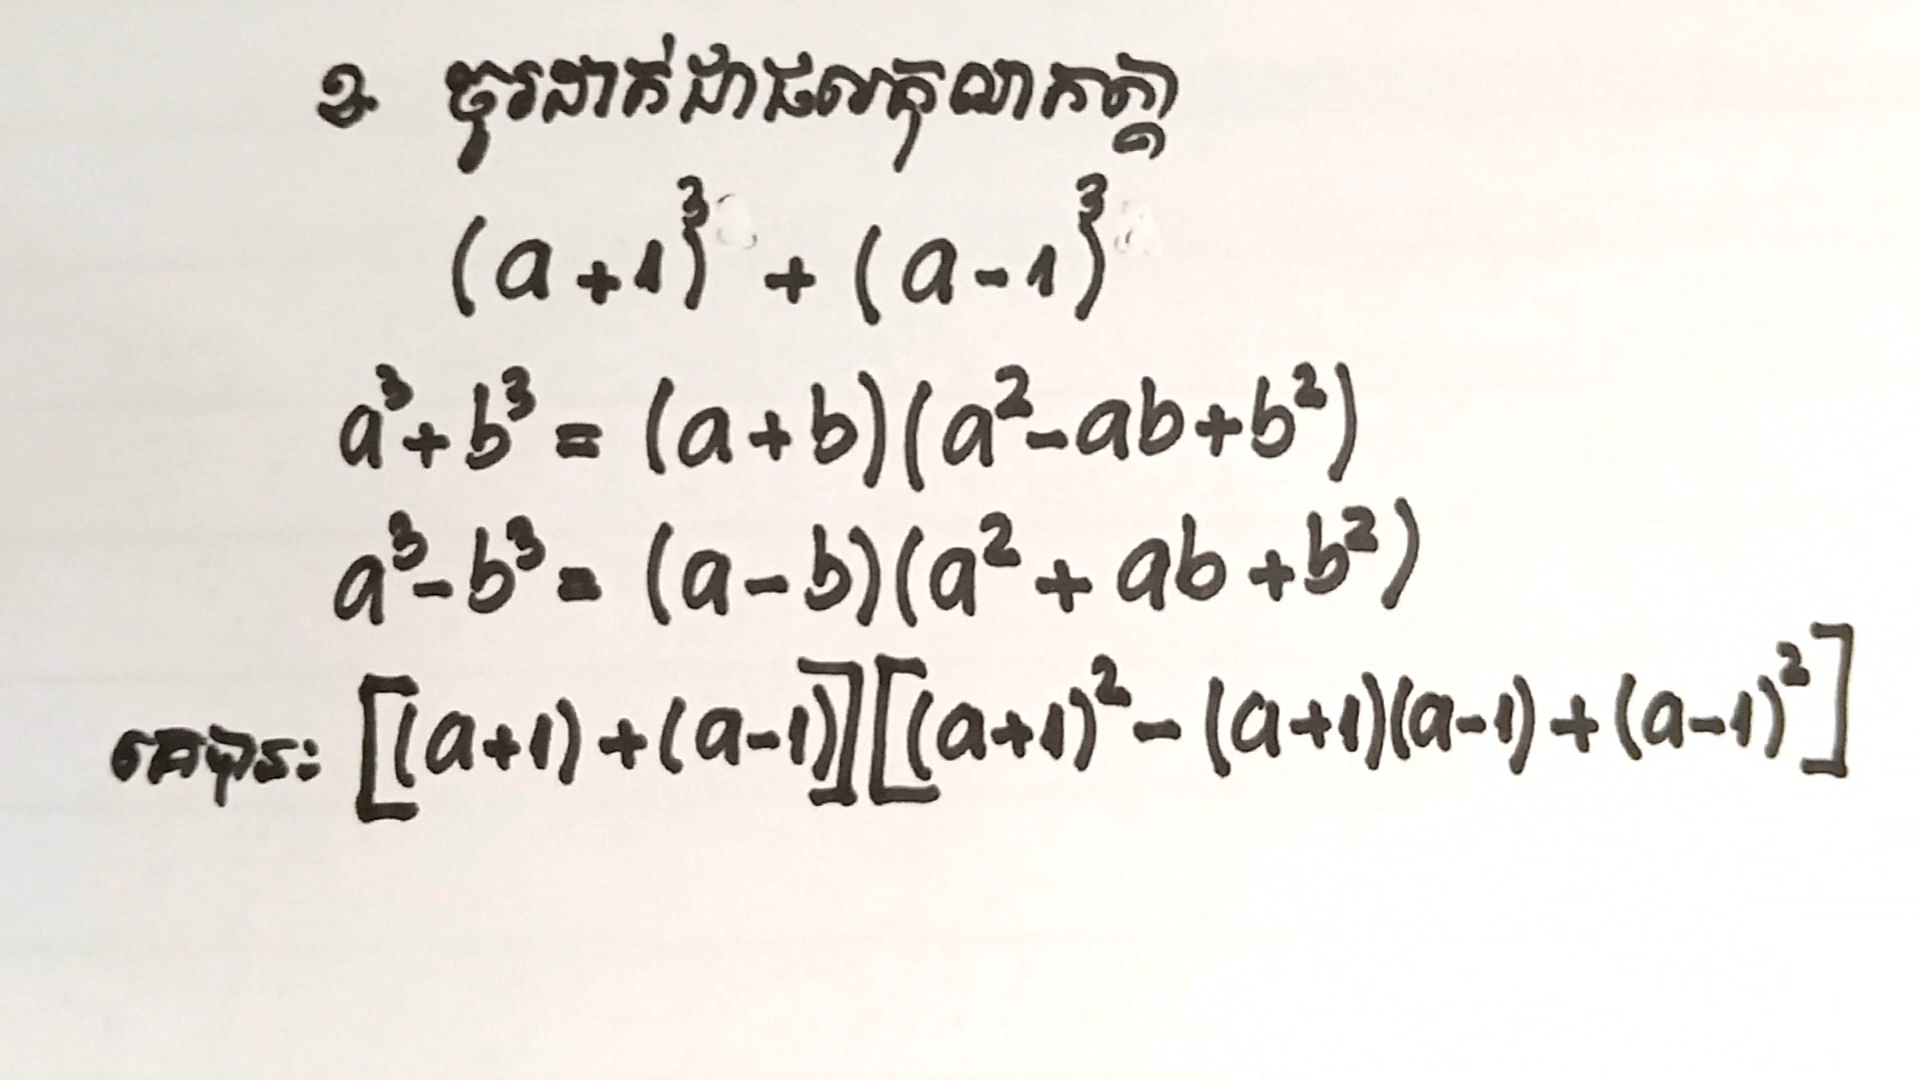 ១. ចូរដាក់ជាផលគុណកត្តា
(a+1)³ + (a-1)³
a³+b³ = (a+b)(a²-ab+b²)
a³-b³ = (a-b)(a²+ab+b²)
គេបាន: [(a+1)+(a-1)][(a+1)²-(a+1)(a-1)+(a-1)²]